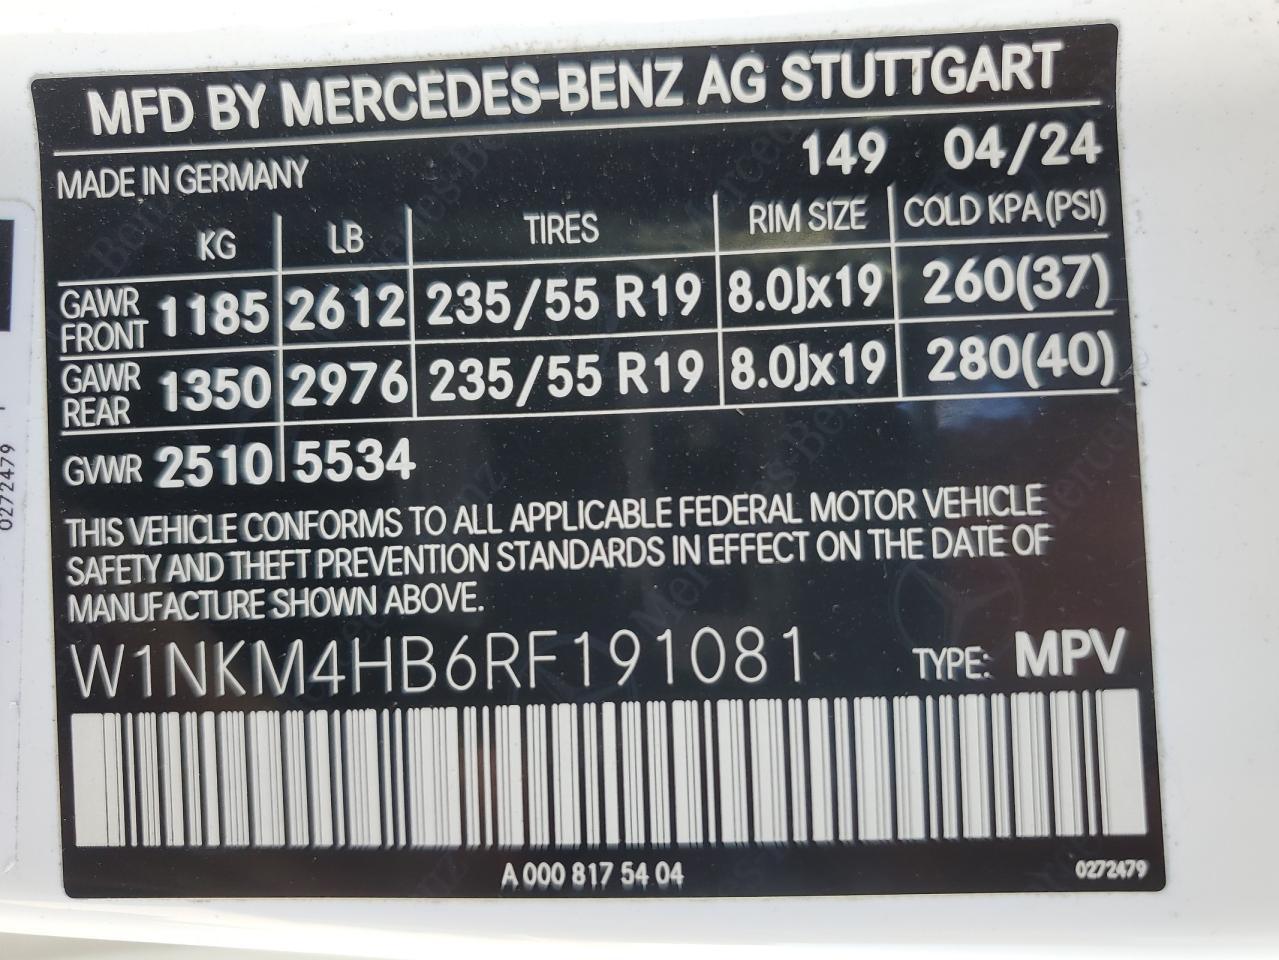 MFD BY MERCEDES-BENZ AG STUTTGART
MADE IN GERMANY 149 04/24
KG LB TIRES RIM SIZE COLD KPA (PSI)
GAWR FRONT 1185 2612 235/55 R19 8.0Jx19 260(37)
GAWR REAR 1350 2976 235/55 R19 8.0Jx19 280(40)
GVWR 2510 5534
THIS VEHICLE CONFORMS TO ALL APPLICABLE FEDERAL MOTOR VEHICLE
SAFETY AND THEFT PREVENTION STANDARDS IN EFFECT ON THE DATE OF
MANUFACTURE SHOWN ABOVE.
W1NKM4HB6RF191081 TYPE: MPV
A 000 817 54 04 0272479
0272479